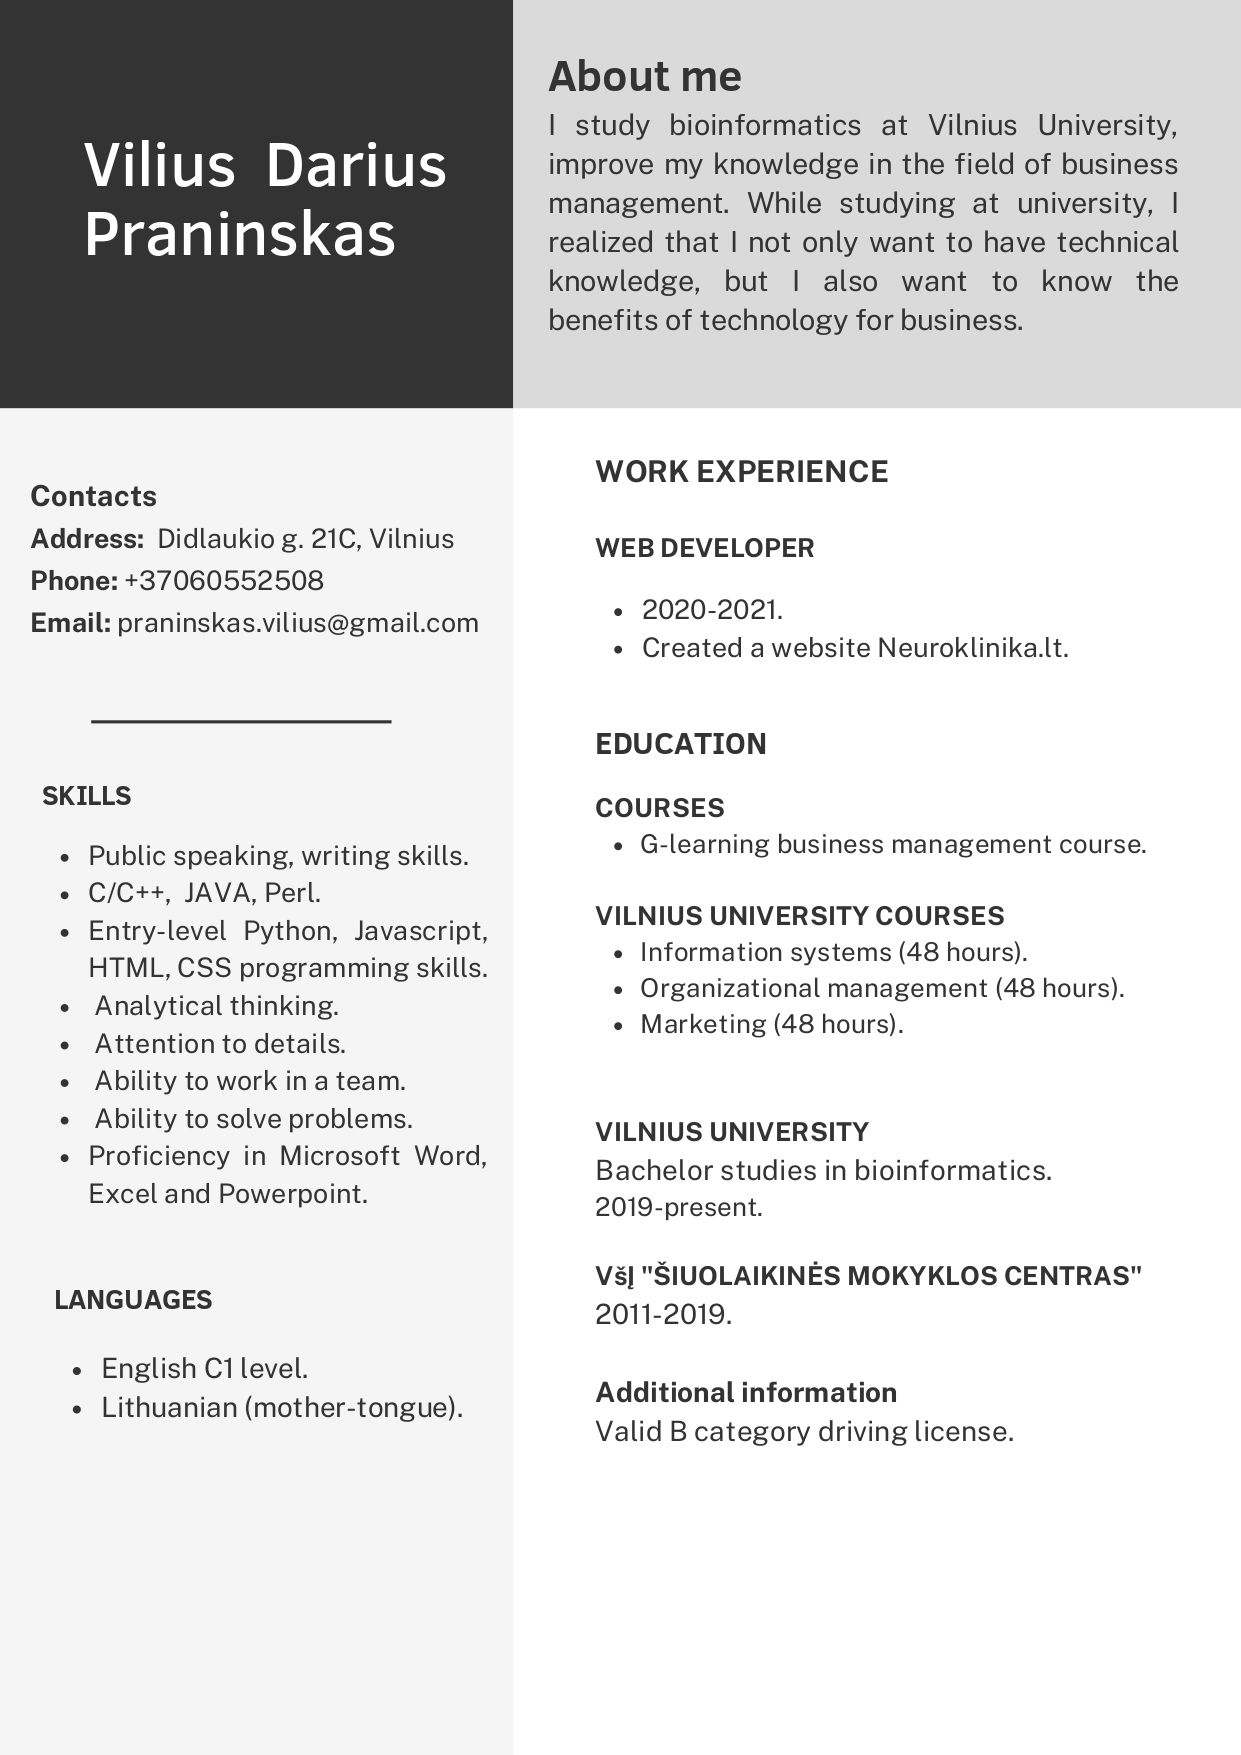 Vilius Darius
Praninskas
About me
I study bioinformatics at Vilnius University,
improve my knowledge in the field of business
management. While studying at university, I
realized that I not only want to have technical
knowledge, but I also want to know the
benefits of technology for business.
Contacts
Address: Didlaukio g. 21C, Vilnius
Phone: +37060552508
Email: praninskas.vilius@gmail.com
SKILLS
• Public speaking, writing skills.
• C/C++, JAVA, Perl.
• Entry-level Python, Javascript,
HTML, CSS programming skills.
• Analytical thinking.
• Attention to details.
• Ability to work in a team.
• Ability to solve problems.
• Proficiency in Microsoft Word,
Excel and Powerpoint.
LANGUAGES
• English C1 level.
• Lithuanian (mother-tongue).
WORK EXPERIENCE
WEB DEVELOPER
• 2020-2021.
• Created a website Neuroklinika.lt.
EDUCATION
COURSES
• G-learning business management course.
VILNIUS UNIVERSITY COURSES
• Information systems (48 hours).
• Organizational management (48 hours).
• Marketing (48 hours).
VILNIUS UNIVERSITY
Bachelor studies in bioinformatics.
2019-present.
VšĮ "ŠIUOLAIKINĖS MOKYKLOS CENTRAS"
2011-2019.
Additional information
Valid B category driving license.